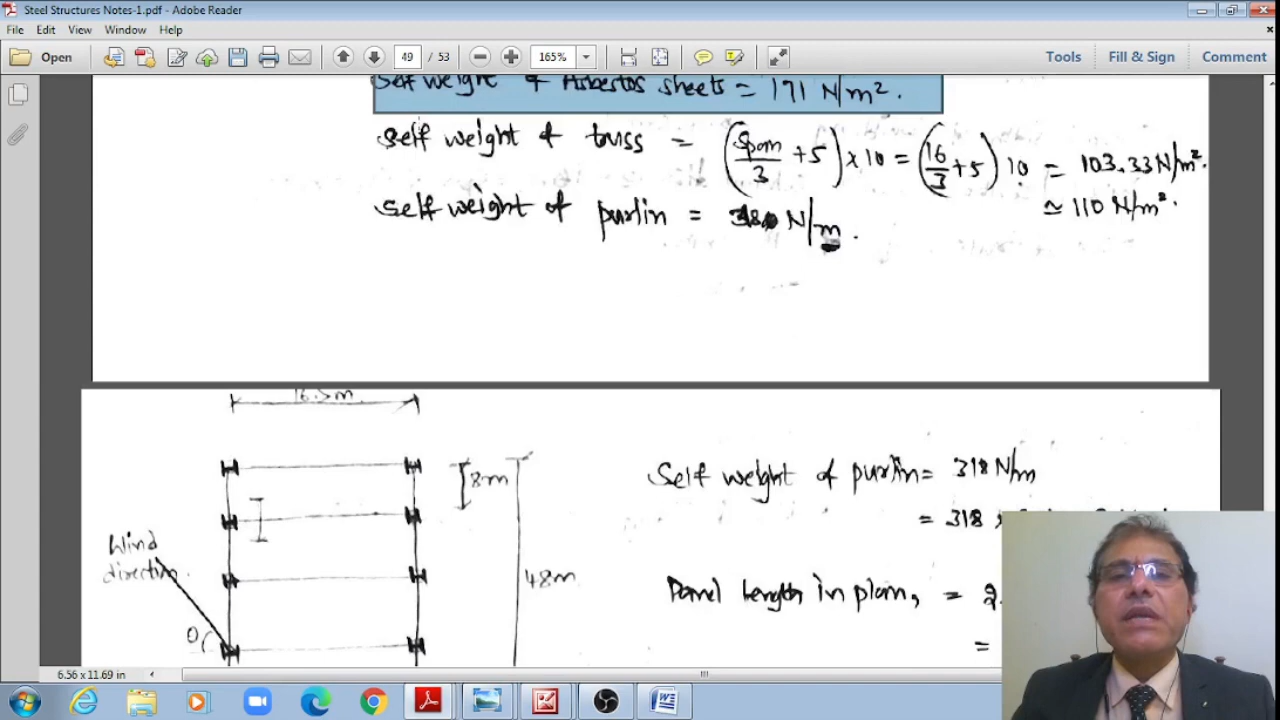 Steel Structures Notes-1.pdf - Adobe Reader
File Edit View Window Help
Open 49 / 53 165% Tools Fill & Sign Comment
Self weight of Asbestos sheets = 171 N/m².
Self weight of truss = (Span/3 + 5) × 10 = (16/3 + 5) 10 = 103.33 N/m².
≃ 110 N/m².
Self weight of purlin = N/m.
16.5m
8m
Self weight of purlin = 318 N/m
= 318 ×
Wind
direction
48m
Panel length in plan, = 2.
θ
=
6.56 x 11.69 in